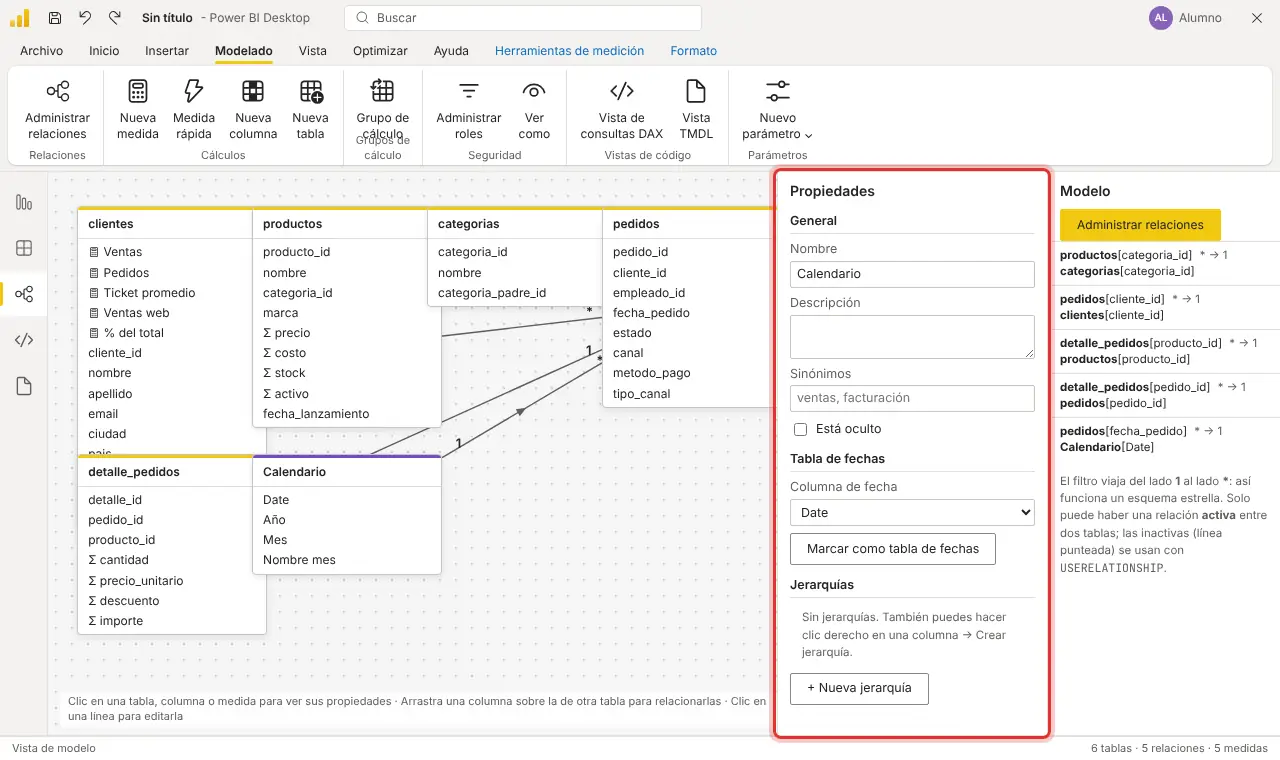 Sin título - Power BI Desktop
Buscar
AL Alumno
Archivo Inicio Insertar Modelado Vista Optimizar Ayuda Herramientas de medición Formato
Administrar relaciones
Relaciones
Nueva medida
Medida rápida
Nueva columna
Nueva tabla
Cálculos
Grupo de cálculo
Grupos de cálculo
Administrar roles
Ver como
Seguridad
Vista de consultas DAX
Vista TMDL
Vistas de código
Nuevo parámetro
Parámetros
clientes
Ventas
Pedidos
Ticket promedio
Ventas web
% del total
cliente_id
nombre
apellido
email
ciudad
pais
productos
producto_id
nombre
categoria_id
marca
Σ precio
Σ costo
Σ stock
Σ activo
fecha_lanzamiento
categorias
categoria_id
nombre
categoria_padre_id
pedidos
pedido_id
cliente_id
empleado_id
fecha_pedido
estado
canal
metodo_pago
tipo_canal
*
1
*
1
detalle_pedidos
detalle_id
pedido_id
producto_id
Σ cantidad
Σ precio_unitario
Σ descuento
Σ importe
Calendario
Date
Año
Mes
Nombre mes
Clic en una tabla, columna o medida para ver sus propiedades · Arrastra una columna sobre la de otra tabla para relacionarlas · Clic en
una línea para editarla
Propiedades
General
Nombre
Calendario
Descripción
Sinónimos
ventas, facturación
Está oculto
Tabla de fechas
Columna de fecha
Date
Marcar como tabla de fechas
Jerarquías
Sin jerarquías. También puedes hacer
clic derecho en una columna → Crear
jerarquía.
+ Nueva jerarquía
Modelo
Administrar relaciones
productos[categoria_id] * → 1
categorias[categoria_id]
pedidos[cliente_id] * → 1
clientes[cliente_id]
detalle_pedidos[producto_id] * → 1
productos[producto_id]
detalle_pedidos[pedido_id] * → 1
pedidos[pedido_id]
pedidos[fecha_pedido] * → 1
Calendario[Date]
El filtro viaja del lado 1 al lado *: así
funciona un esquema estrella. Solo
puede haber una relación activa entre
dos tablas; las inactivas (línea
punteada) se usan con
USERELATIONSHIP.
Vista de modelo
6 tablas · 5 relaciones · 5 medidas